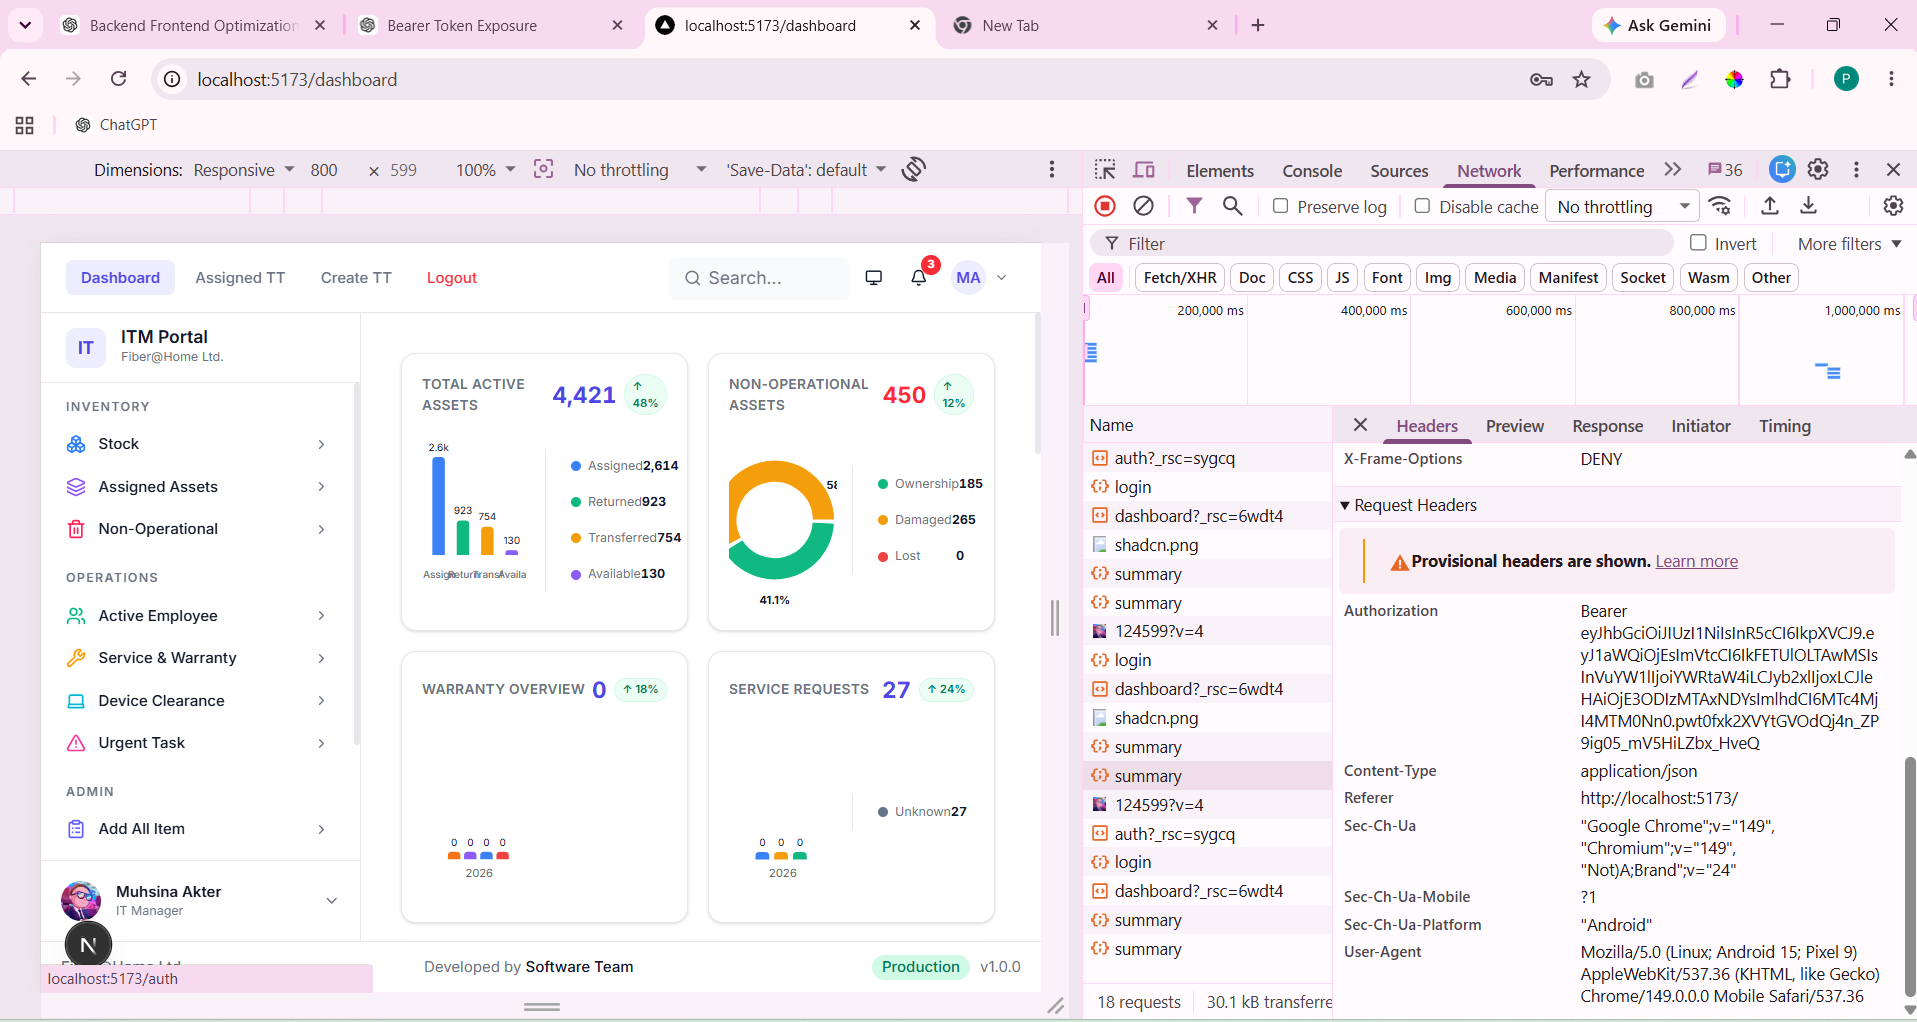 Backend Frontend Optimization
Bearer Token Exposure
localhost:5173/dashboard
New Tab
Ask Gemini
localhost:5173/dashboard
P
ChatGPT
Dimensions: Responsive 800 × 599 100% No throttling 'Save-Data': default
Elements Console Sources Network Performance 36
Preserve log Disable cache No throttling
Filter Invert More filters
All Fetch/XHR Doc CSS JS Font Img Media Manifest Socket Wasm Other
200,000 ms 400,000 ms 600,000 ms 800,000 ms 1,000,000 ms
Dashboard Assigned TT Create TT Logout Search... 3 MA
IT
ITM Portal
Fiber@Home Ltd.
INVENTORY
Stock
Assigned Assets
Non-Operational
OPERATIONS
Active Employee
Service & Warranty
Device Clearance
Urgent Task
ADMIN
Add All Item
Muhsina Akter
IT Manager
N
localhost:5173/auth
TOTAL ACTIVE ASSETS
4,421
↑ 48%
2.6k
923
754
130
Assigned 2,614
Returned 923
Transferred 754
Available 130
NON-OPERATIONAL ASSETS
450
↑ 12%
41.1%
Ownership 185
Damaged 265
Lost 0
WARRANTY OVERVIEW 0 ↑ 18%
0 0 0 0
2026
SERVICE REQUESTS 27 ↑ 24%
Unknown 27
0 0 0
2026
Developed by Software Team
Production v1.0.0
Name
auth?_rsc=sygcq
login
dashboard?_rsc=6wdt4
shadcn.png
summary
summary
124599?v=4
login
dashboard?_rsc=6wdt4
shadcn.png
summary
summary
124599?v=4
auth?_rsc=sygcq
login
dashboard?_rsc=6wdt4
summary
summary
18 requests 30.1 kB transferre
Headers Preview Response Initiator Timing
X-Frame-Options DENY
Request Headers
Provisional headers are shown. Learn more
Authorization Bearer
eyJhbGciOiJIUzI1NiIsInR5cCI6IkpXVCJ9.e
yJ1aWQiOjEsImVtcCI6IkFETUlOLTAwMSIs
InVuYW1lIjoiYWRtaW4iLCJyb2xlIjoxLCJle
HAiOjE3ODIzMTAxNDYsImlhdCI6MTc4Mj
I4MTM0Nn0.pwt0fxk2XVYtGVOdQj4n_ZP
9ig05_mV5HiLZbx_HveQ
Content-Type application/json
Referer http://localhost:5173/
Sec-Ch-Ua "Google Chrome";v="149",
"Chromium";v="149",
"Not)A;Brand";v="24"
Sec-Ch-Ua-Mobile ?1
Sec-Ch-Ua-Platform "Android"
User-Agent Mozilla/5.0 (Linux; Android 15; Pixel 9)
AppleWebKit/537.36 (KHTML, like Gecko)
Chrome/149.0.0.0 Mobile Safari/537.36